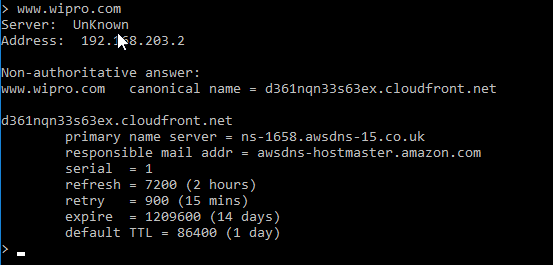 > www.wipro.com
Server:  UnKnown
Address:  192.168.203.2

Non-authoritative answer:
www.wipro.com   canonical name = d361nqn33s63ex.cloudfront.net

d361nqn33s63ex.cloudfront.net
        primary name server = ns-1658.awsdns-15.co.uk
        responsible mail addr = awsdns-hostmaster.amazon.com
        serial  = 1
        refresh = 7200 (2 hours)
        retry   = 900 (15 mins)
        expire  = 1209600 (14 days)
        default TTL = 86400 (1 day)
>